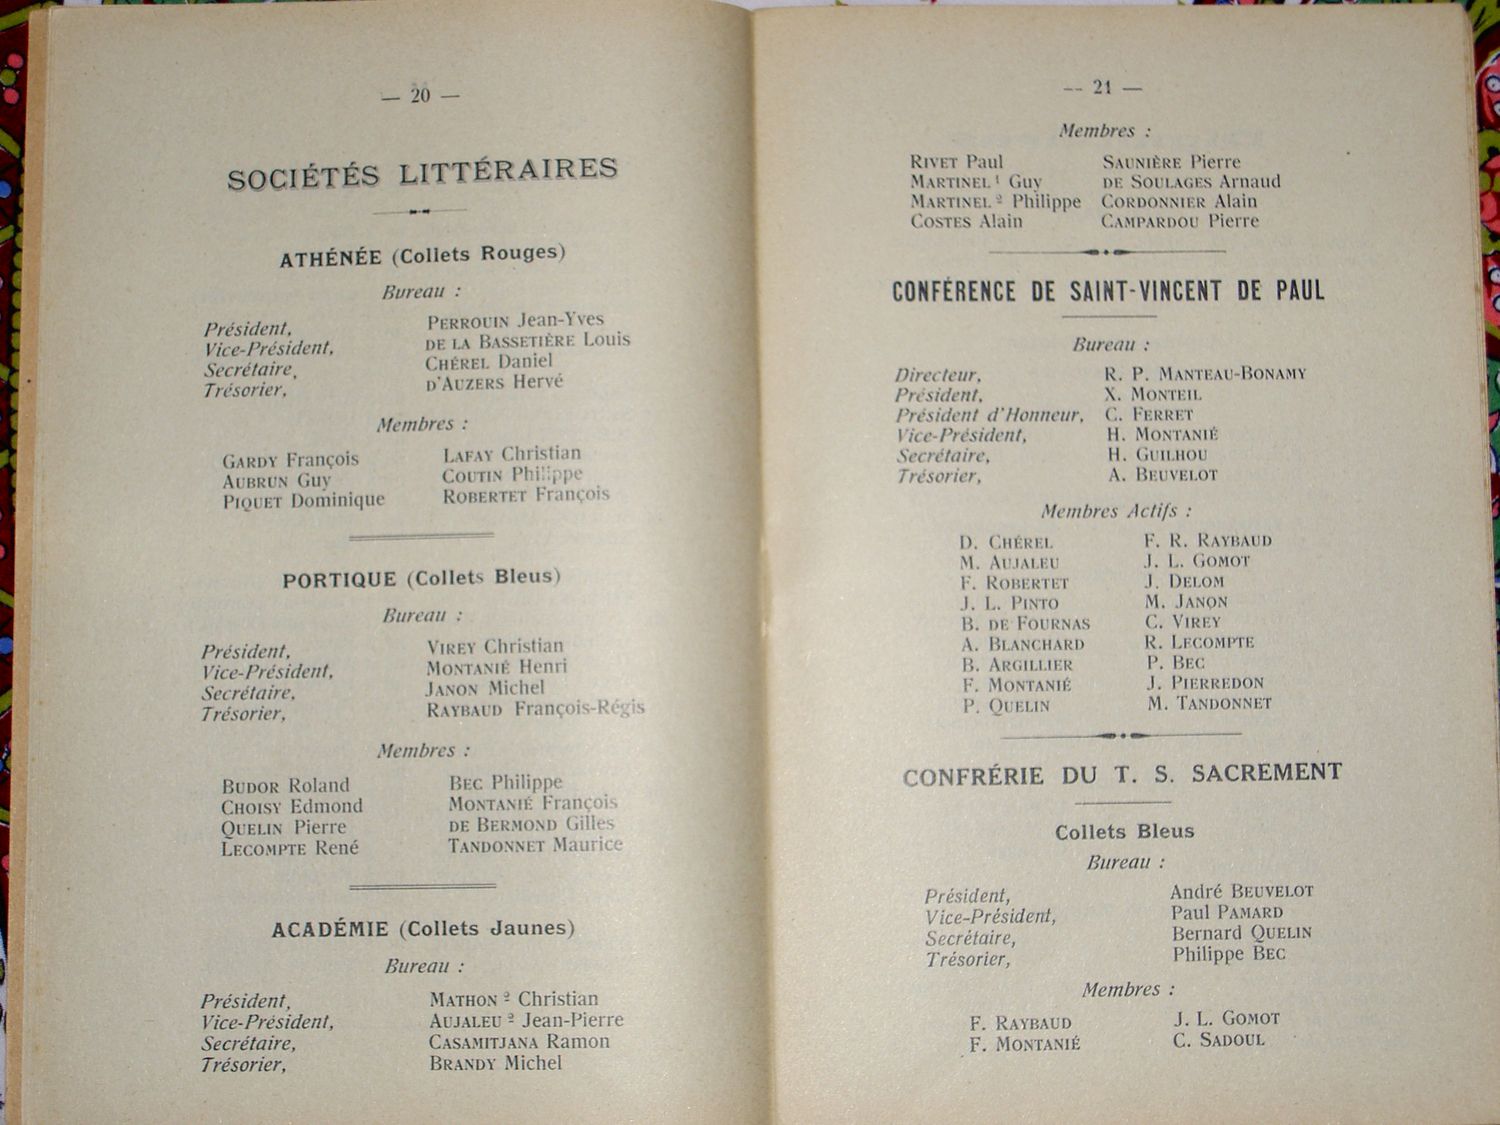 — 20 —
SOCIÉTÉS LITTÉRAIRES
ATHÉNÉE (Collets Rouges)
Bureau :
Président, PERROUIN Jean-Yves
Vice-Président, DE LA BASSETIÈRE Louis
Secrétaire, CHÉREL Daniel
Trésorier, D'AUZERS Hervé
Membres :
GARDY François LAFAY Christian
AUBRUN Guy COUTIN Philippe
PIQUET Dominique ROBERTET François
PORTIQUE (Collets Bleus)
Bureau :
Président, VIREY Christian
Vice-Président, MONTANIÉ Henri
Secrétaire, JANON Michel
Trésorier, RAYBAUD François-Régis
Membres :
BUDOR Roland BEC Philippe
CHOISY Edmond MONTANIÉ François
QUELIN Pierre DE BERMOND Gilles
LECOMPTE René TANDONNET Maurice
ACADÉMIE (Collets Jaunes)
Bureau :
Président, MATHON ² Christian
Vice-Président, AUJALEU ² Jean-Pierre
Secrétaire, CASAMITJANA Ramon
Trésorier, BRANDY Michel
— 21 —
Membres :
RIVET Paul SAUNIÈRE Pierre
MARTINEL ¹ Guy DE SOULAGES Arnaud
MARTINEL ² Philippe CORDONNIER Alain
COSTES Alain CAMPARDOU Pierre
CONFÉRENCE DE SAINT-VINCENT DE PAUL
Bureau :
Directeur, R. P. MANTEAU-BONAMY
Président, X. MONTEIL
Président d'Honneur, C. FERRET
Vice-Président, H. MONTANIÉ
Secrétaire, H. GUILHOU
Trésorier, A. BEUVELOT
Membres Actifs :
D. CHÉREL F. R. RAYBAUD
M. AUJALEU J. L. GOMOT
F. ROBERTET J. DELOM
J. L. PINTO M. JANON
B. DE FOURNAS C. VIREY
A. BLANCHARD R. LECOMPTE
B. ARGILLIER P. BEC
F. MONTANIÉ J. PIERREDON
P. QUELIN M. TANDONNET
CONFRÉRIE DU T. S. SACREMENT
Collets Bleus
Bureau :
Président, André BEUVELOT
Vice-Président, Paul PAMARD
Secrétaire, Bernard QUELIN
Trésorier, Philippe BEC
Membres :
F. RAYBAUD J. L. GOMOT
F. MONTANIÉ C. SADOUL